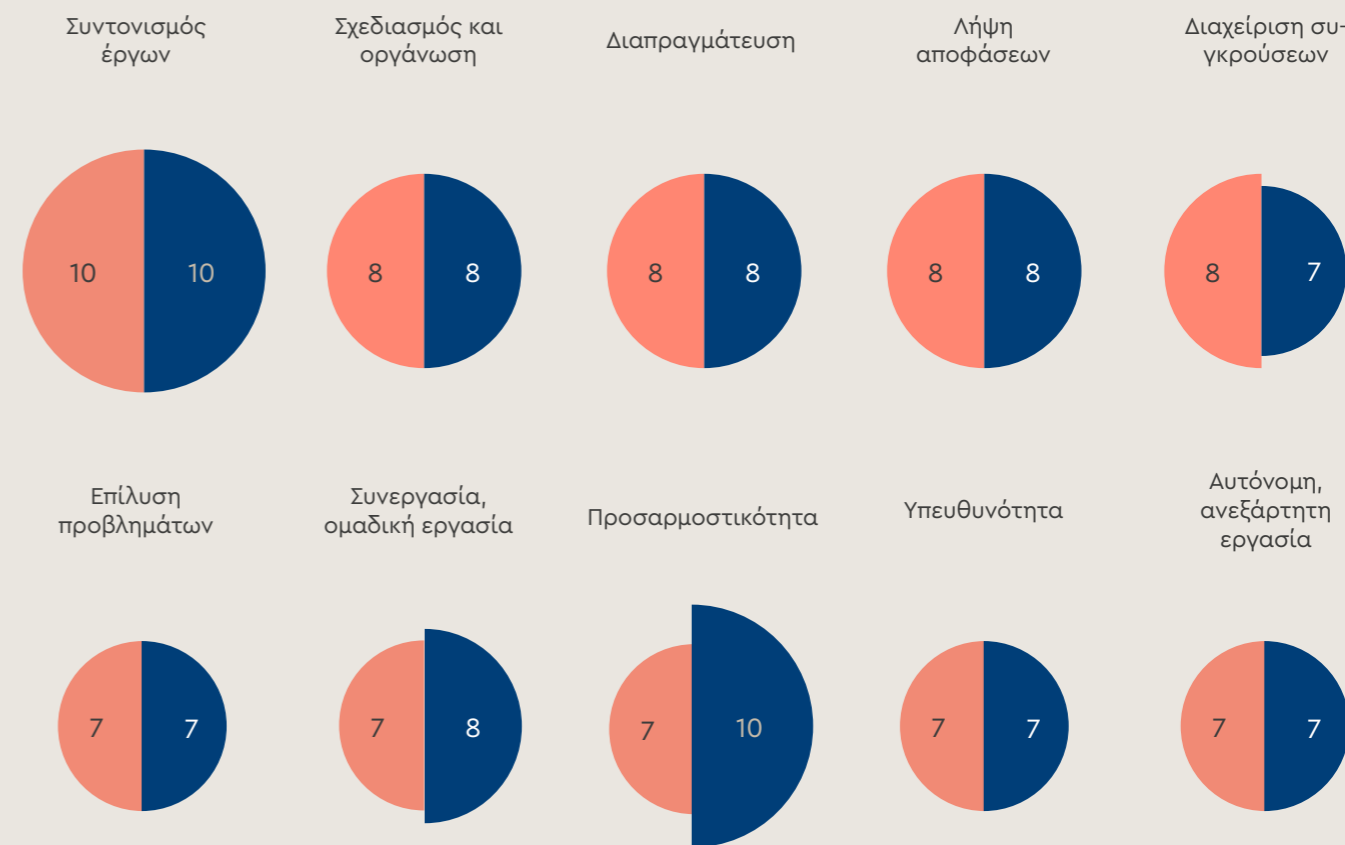 Συντονισμός
έργων
Σχεδιασμός και
οργάνωση
Διαπραγμάτευση
Λήψη
αποφάσεων
Διαχείριση συ-
γκρούσεων
10 10
8 8
8 8
8 8
8 7
Επίλυση
προβλημάτων
Συνεργασία,
ομαδική εργασία
Προσαρμοστικότητα
Υπευθυνότητα
Αυτόνομη,
ανεξάρτητη
εργασία
7 7
7 8
7 10
7 7
7 7